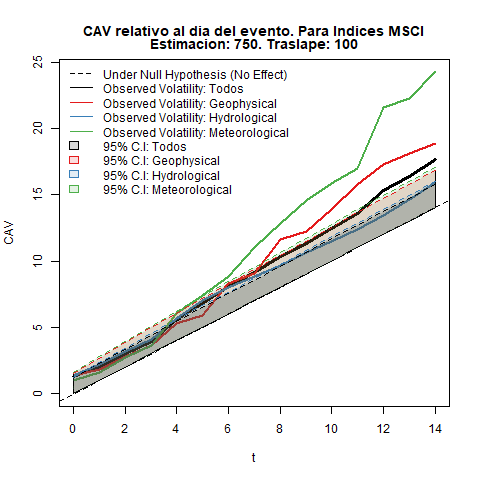 CAV relativo al dia del evento. Para Indices MSCI
Estimacion: 750. Traslape: 100
Under Null Hypothesis (No Effect)
Observed Volatility: Todos
Observed Volatility: Geophysical
Observed Volatility: Hydrological
Observed Volatility: Meteorological
95% C.I: Todos
95% C.I: Geophysical
95% C.I: Hydrological
95% C.I: Meteorological
CAV
25
20
15
10
5
0
0 2 4 6 8 10 12 14
t